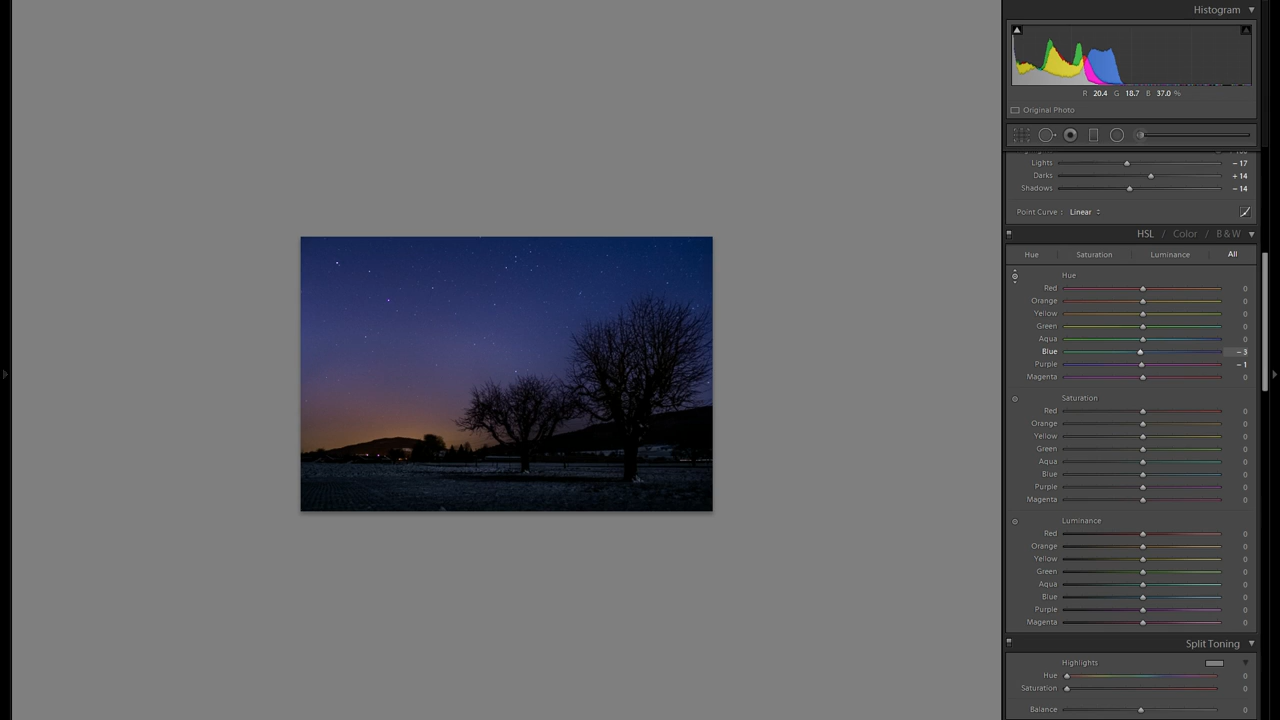 Histogram
R 20.4 G 18.7 B 37.0 %
Original Photo
Lights – 17
Darks + 14
Shadows – 14
Point Curve : Linear
HSL / Color / B & W
Hue Saturation Luminance All
Hue
Red 0
Orange 0
Yellow 0
Green 0
Aqua 0
Blue – 3
Purple – 1
Magenta 0
Saturation
Red 0
Orange 0
Yellow 0
Green 0
Aqua 0
Blue 0
Purple 0
Magenta 0
Luminance
Red 0
Orange 0
Yellow 0
Green 0
Aqua 0
Blue 0
Purple 0
Magenta 0
Split Toning
Highlights
Hue 0
Saturation 0
Balance 0